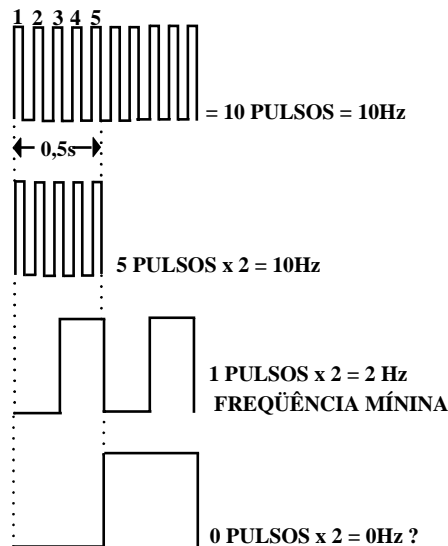 1 2 3 4 5
= 10 PULSOS = 10Hz
0,5s
5 PULSOS x 2 = 10Hz
1 PULSOS x 2 = 2 Hz
FREQÜÊNCIA MÍNINA
0 PULSOS x 2 = 0Hz ?